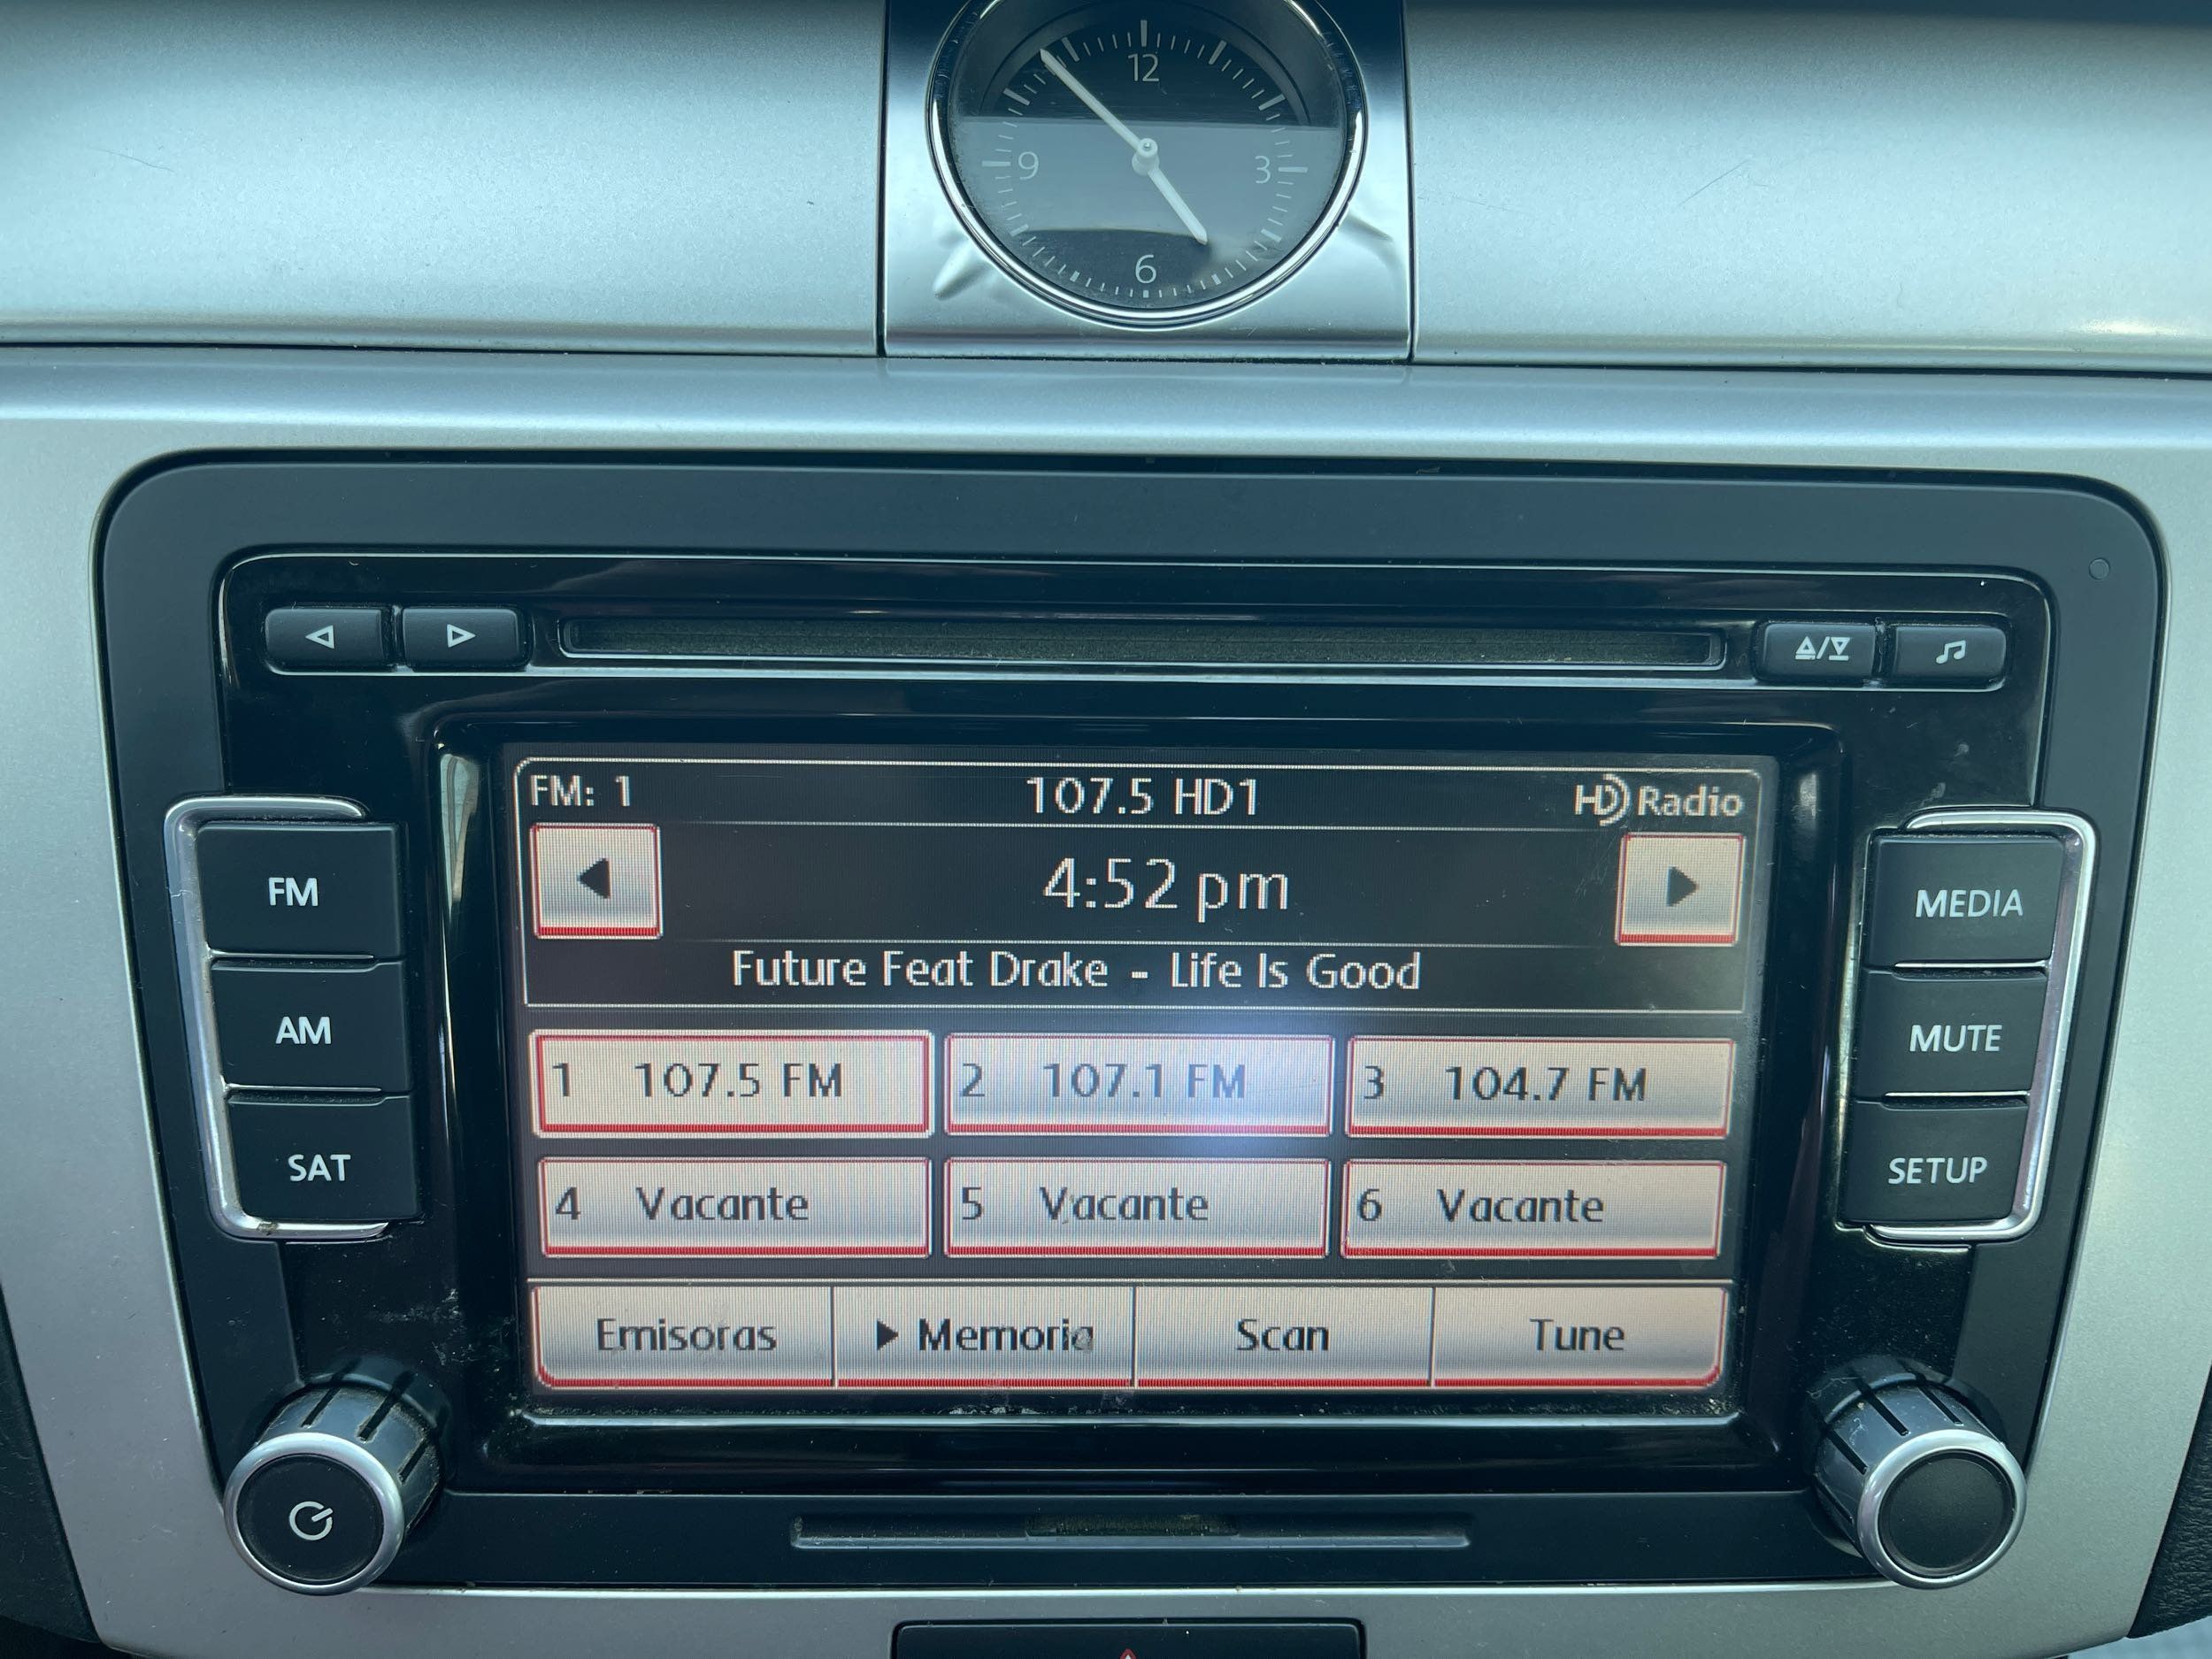 12
9 3
6
FM: 1 107.5 HD1 HD Radio
4:52 pm
Future Feat Drake - Life Is Good
1 107.5 FM 2 107.1 FM 3 104.7 FM
4 Vacante 5 Vacante 6 Vacante
Emisoras Memoria Scan Tune
FM
AM
SAT
MEDIA
MUTE
SETUP